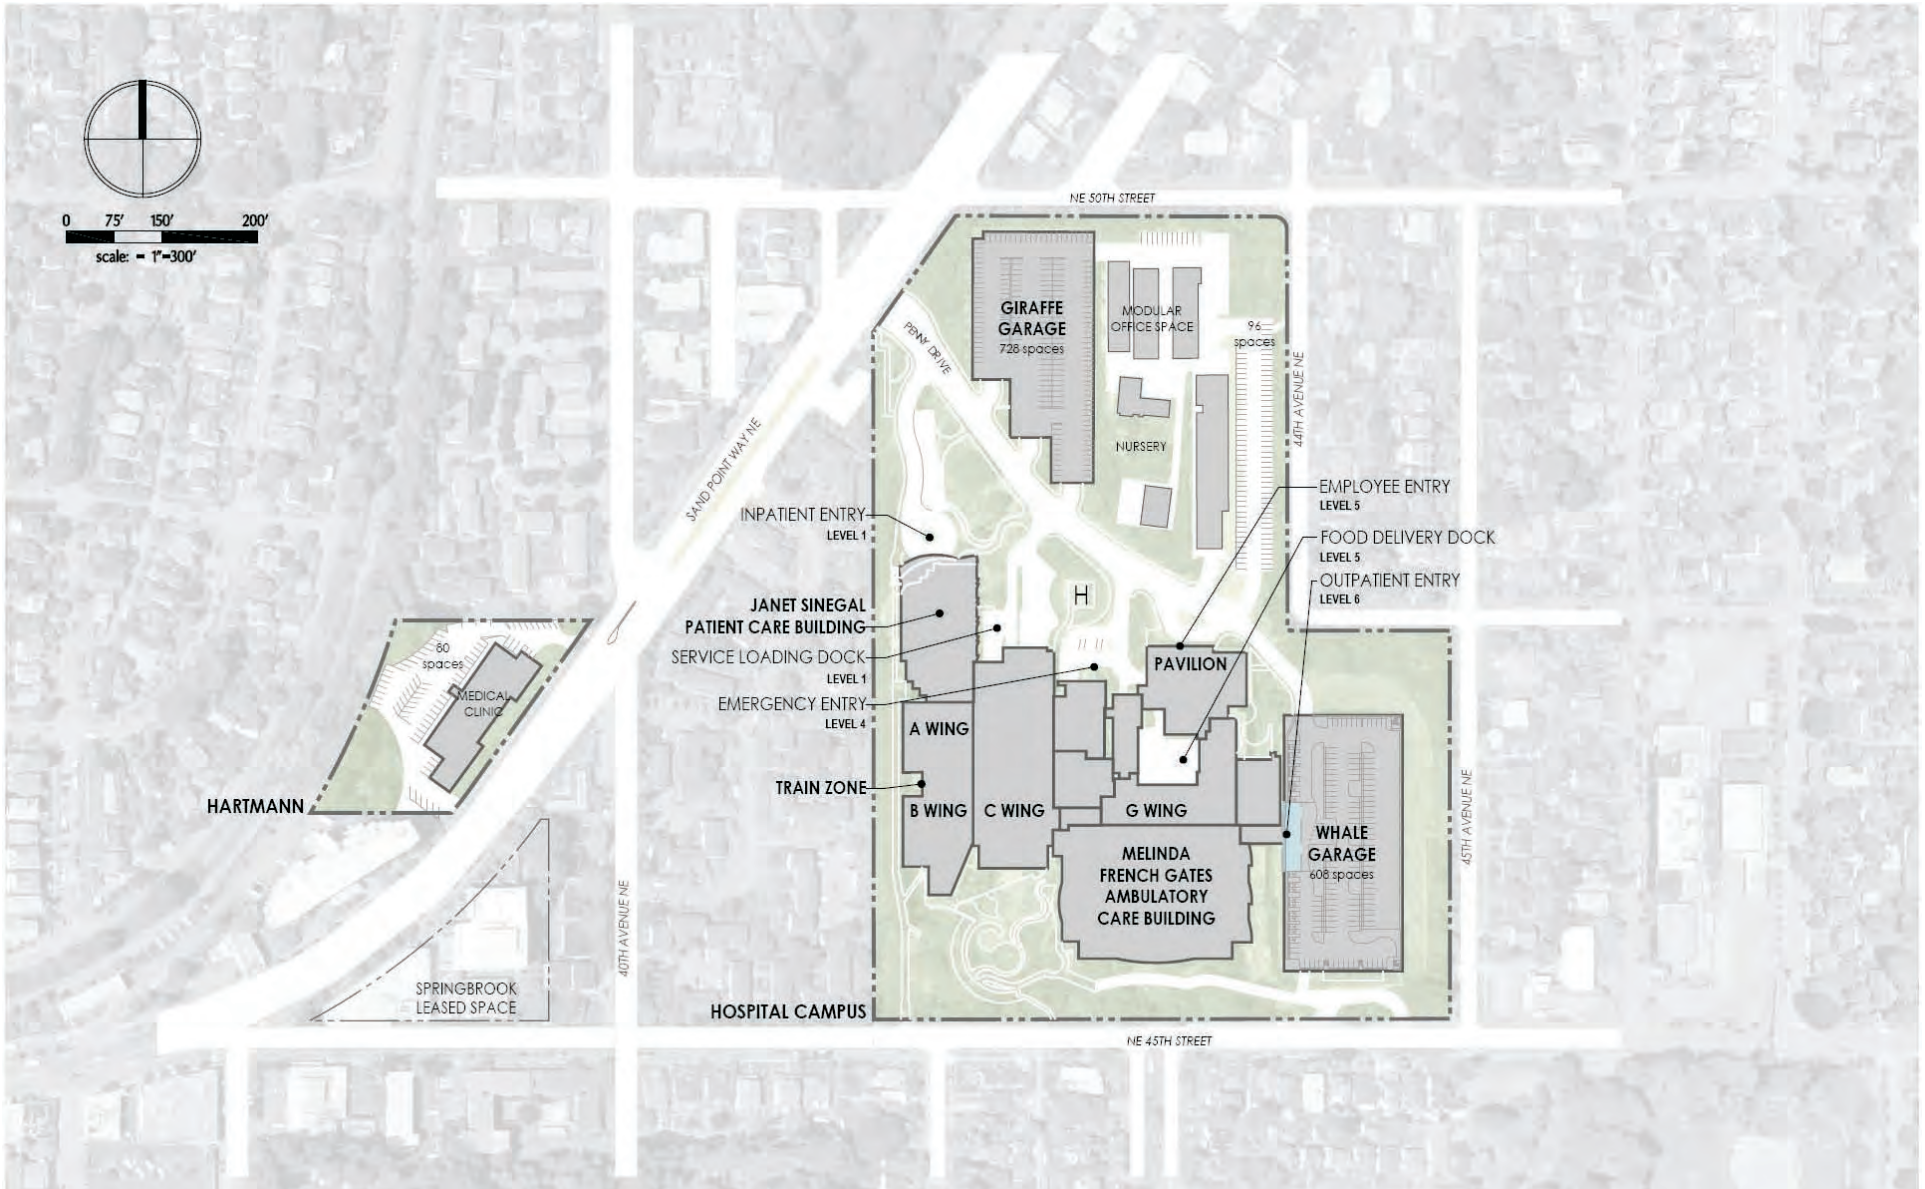 0 75' 150' 200'
scale: = 1"=300'
NE 50TH STREET
GIRAFFE
GARAGE
728 spaces
MODULAR
OFFICE SPACE
96
spaces
PENNY DRIVE
44TH AVENUE NE
SAND POINT WAY NE
NURSERY
EMPLOYEE ENTRY
LEVEL 5
INPATIENT ENTRY
LEVEL 1
FOOD DELIVERY DOCK
LEVEL 5
OUTPATIENT ENTRY
LEVEL 6
H
JANET SINEGAL
PATIENT CARE BUILDING
SERVICE LOADING DOCK
LEVEL 1
EMERGENCY ENTRY
LEVEL 4
PAVILION
60
spaces
MEDICAL
CLINIC
A WING
TRAIN ZONE
HARTMANN
B WING
C WING
G WING
WHALE
GARAGE
608 spaces
45TH AVENUE NE
MELINDA
FRENCH GATES
AMBULATORY
CARE BUILDING
40TH AVENUE NE
SPRINGBROOK
LEASED SPACE
HOSPITAL CAMPUS
NE 45TH STREET